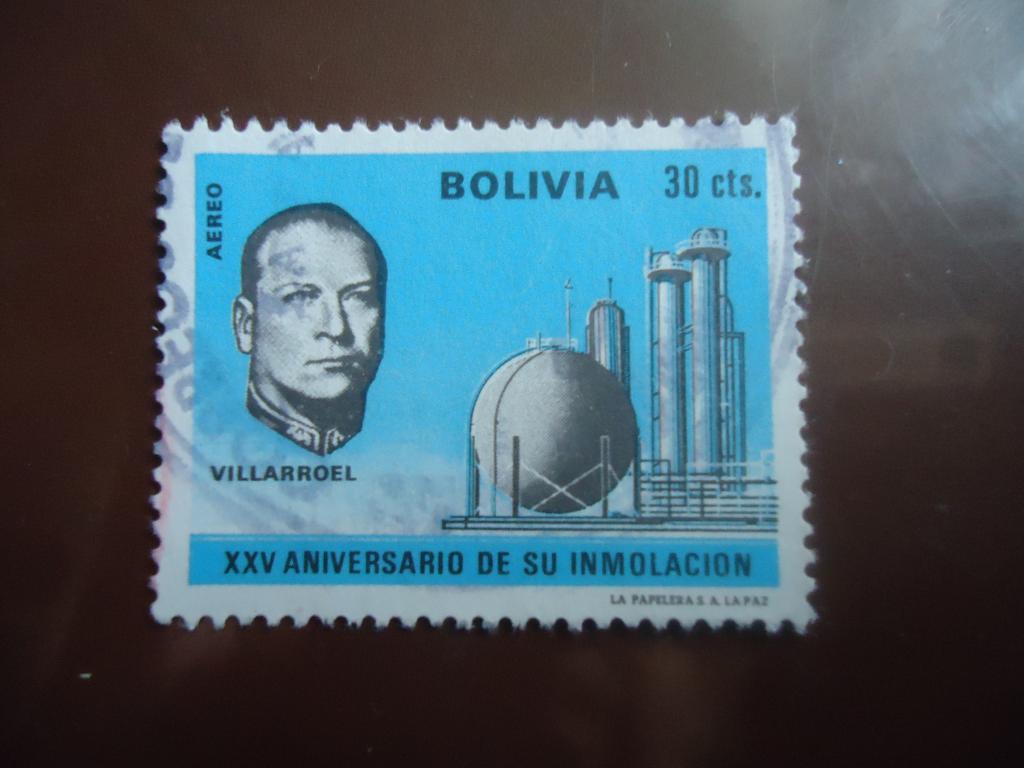 AEREO
BOLIVIA 30 cts.
VILLARROEL
XXV ANIVERSARIO DE SU INMOLACION
LA PAPELERA S. A. LA PAZ